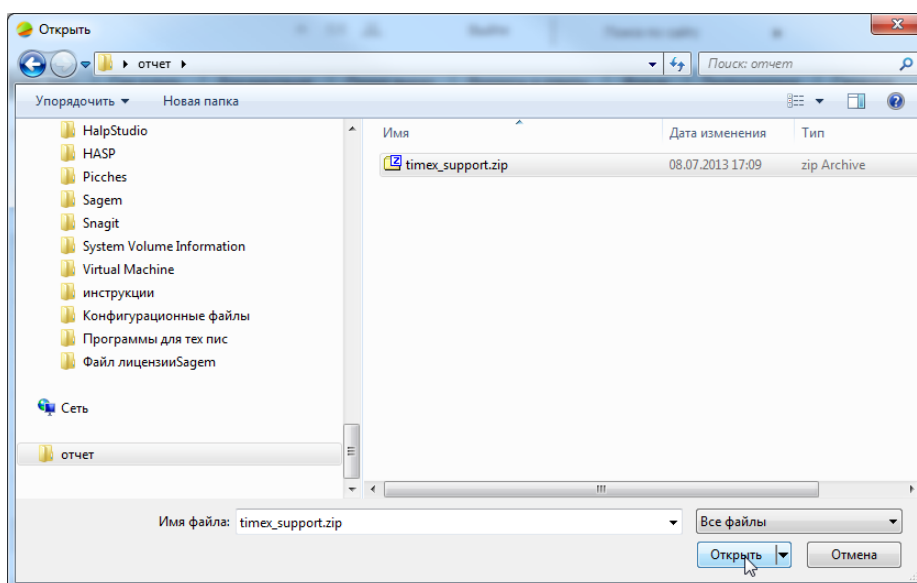 Открыть
отчет
Поиск: отчет
Упорядочить
Новая папка
HalpStudio
HASP
Picches
Sagem
Snagit
System Volume Information
Virtual Machine
инструкции
Конфигурационные файлы
Программы для тех пис
Файл лицензииSagem
Сеть
отчет
Имя Дата изменения Тип
timex_support.zip 08.07.2013 17:09 zip Archive
Имя файла: timex_support.zip Все файлы
Открыть Отмена